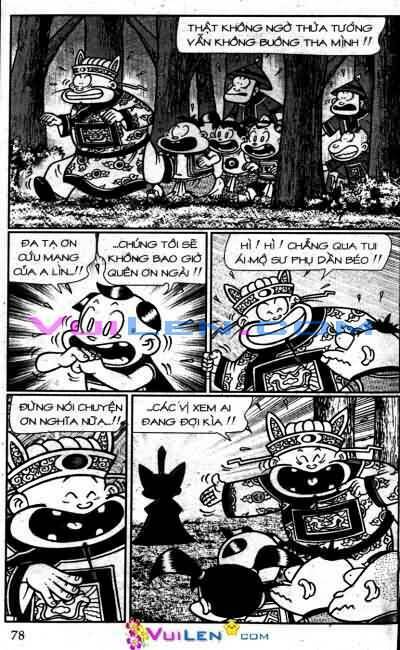 THẬT KHÔNG NGỜ THỪA TƯỚNG
VẪN KHÔNG BUÔNG THA MÌNH !!
ĐA TẠ ƠN
CỨU MẠNG
CỦA A LÌN...!!
...CHÚNG TÔI SẼ
KHÔNG BAO GIỜ
QUÊN ƠN NGÀI !!
HÌ ! HÌ ! CHẲNG QUA TUI
ÁI MỘ SƯ PHỤ DẦN BÉO !
VUILEN.COM
ĐỪNG NÓI CHUYỆN
ƠN NGHĨA NỮA...!!
...CÁC VỊ XEM AI
ĐANG ĐỢI KÌA !!
78
VUILEN.COM